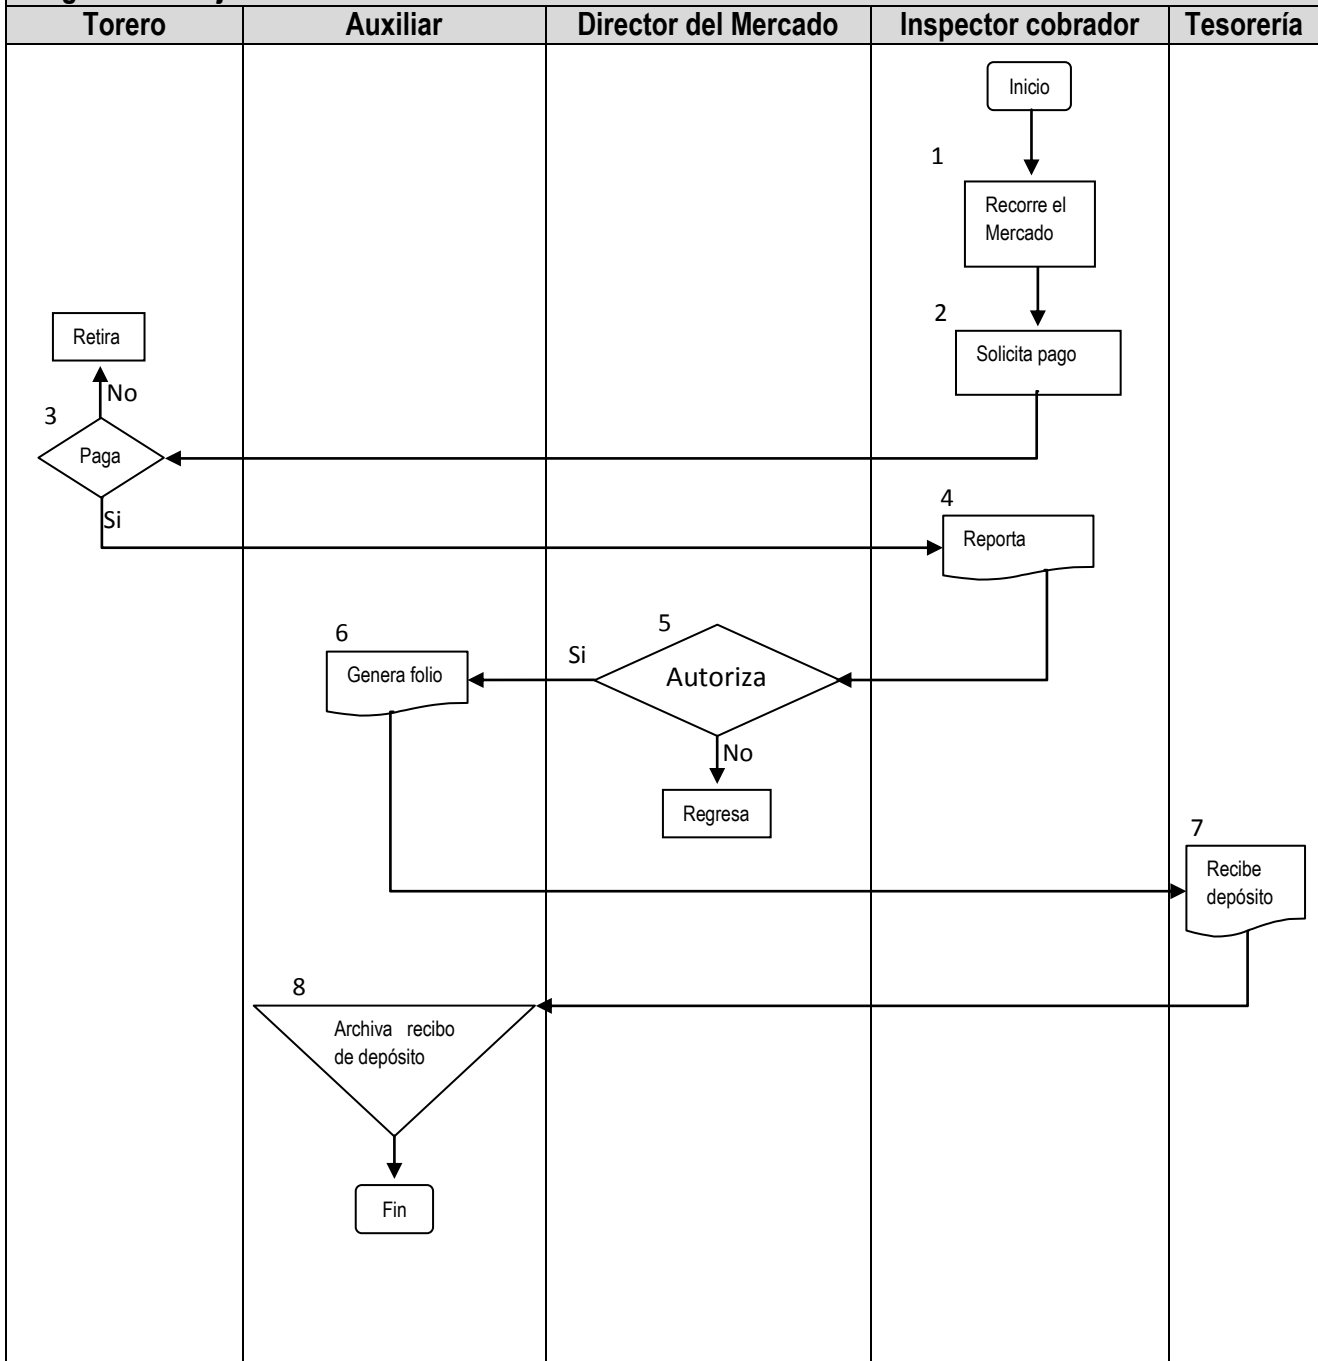 Torero Auxiliar Director del Mercado Inspector cobrador Tesorería
Inicio
1
Recorre el
Mercado
2
Solicita pago
Retira
No
3
Paga
Si
4
Reporta
5
Autoriza
Si
6
Genera folio
No
Regresa
7
Recibe
depósito
8
Archiva recibo
de depósito
Fin